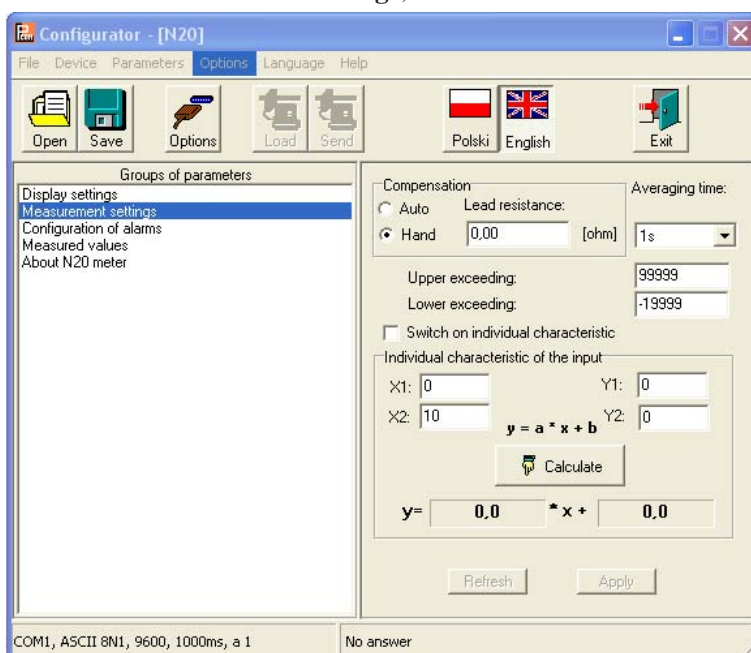 Configurator - [N20]
File Device Parameters Options Language Help
Open Save Options Load Send Polski English Exit
Groups of parameters
Display settings
Measurement settings
Configuration of alarms
Measured values
About N20 meter
Compensation
Auto Lead resistance:
Hand 0,00 [ohm]
Averaging time:
1s
Upper exceeding: 99999
Lower exceeding: -19999
Switch on individual characteristic
Individual characteristic of the input
X1: 0 Y1: 0
X2: 10 Y2: 0
y = a * x + b
Calculate
y= 0,0 * x + 0,0
Refresh Apply
COM1, ASCII 8N1, 9600, 1000ms, a 1 No answer